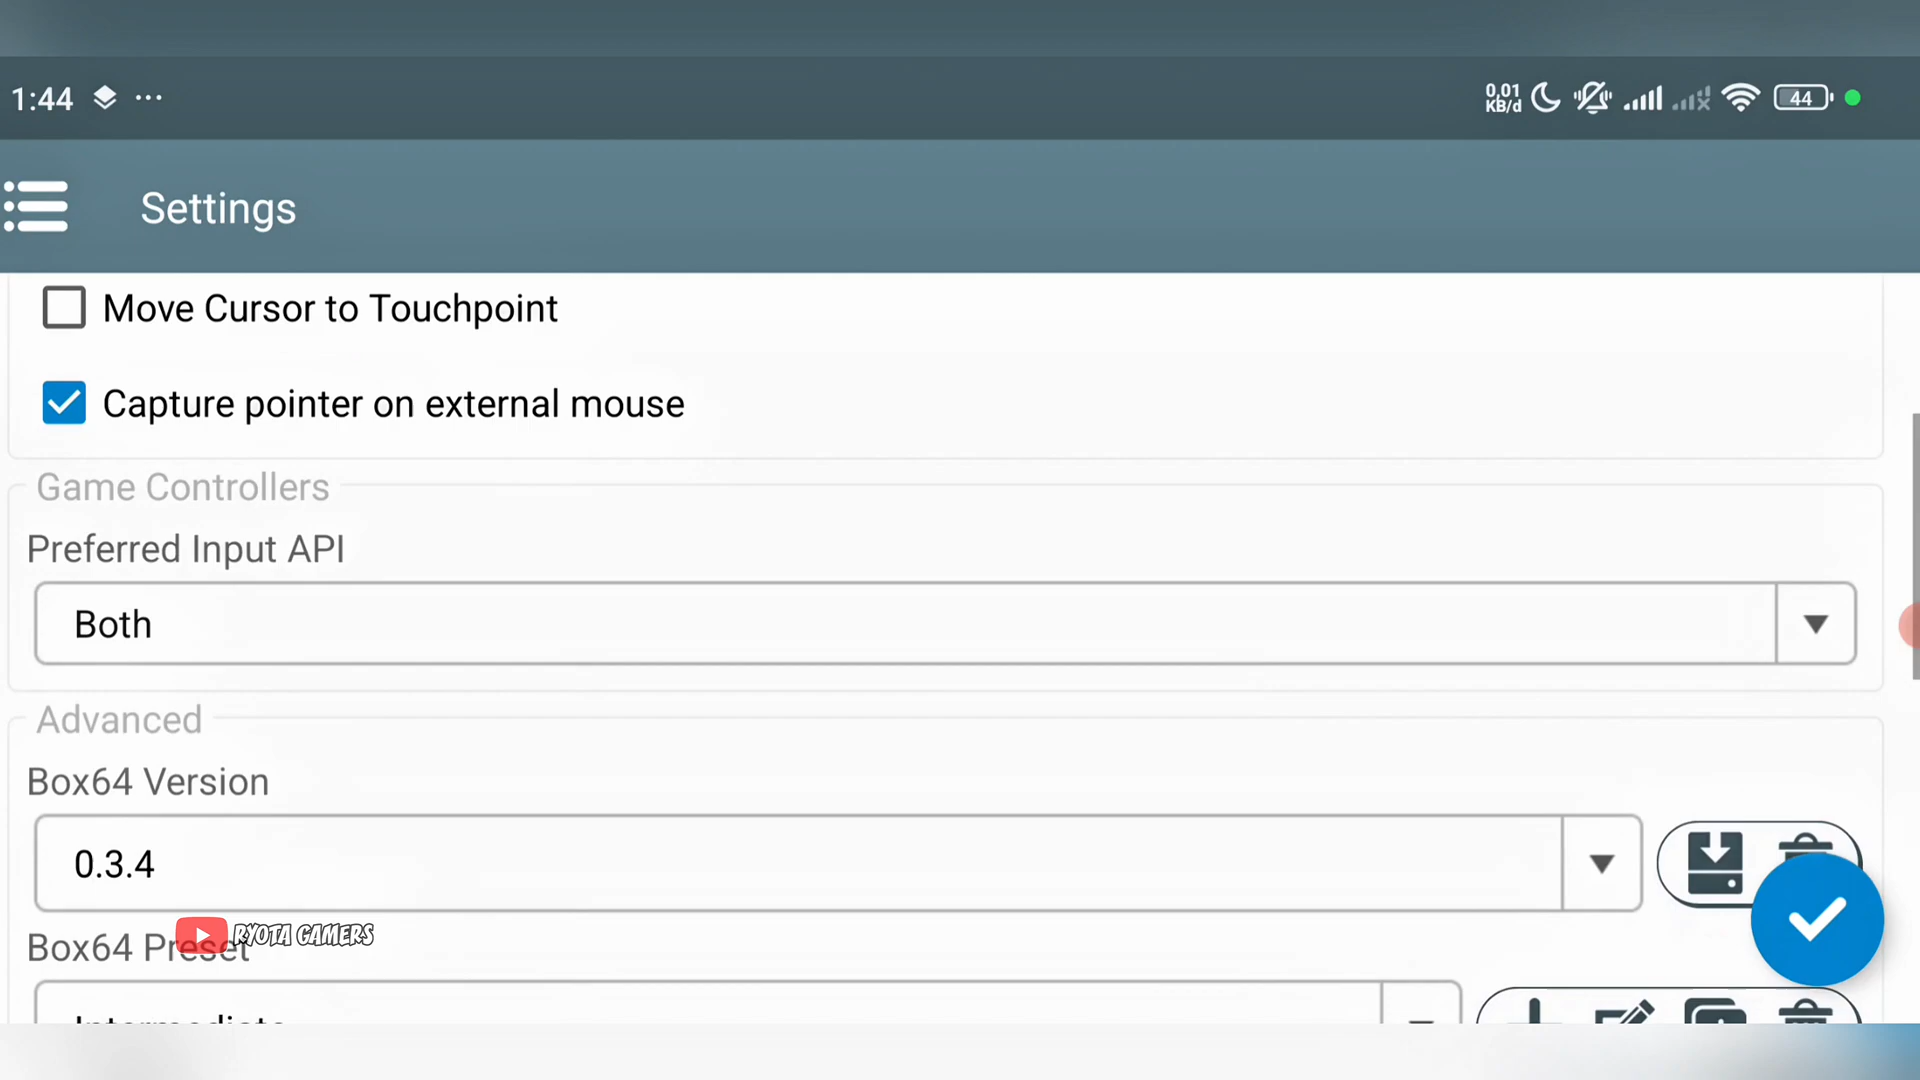 1:44
0,01
KB/d
44
Settings
Move Cursor to Touchpoint
Capture pointer on external mouse
Game Controllers
Preferred Input API
Both
Advanced
Box64 Version
0.3.4
RYOTA GAMERS
Box64 Preset
Intermediate